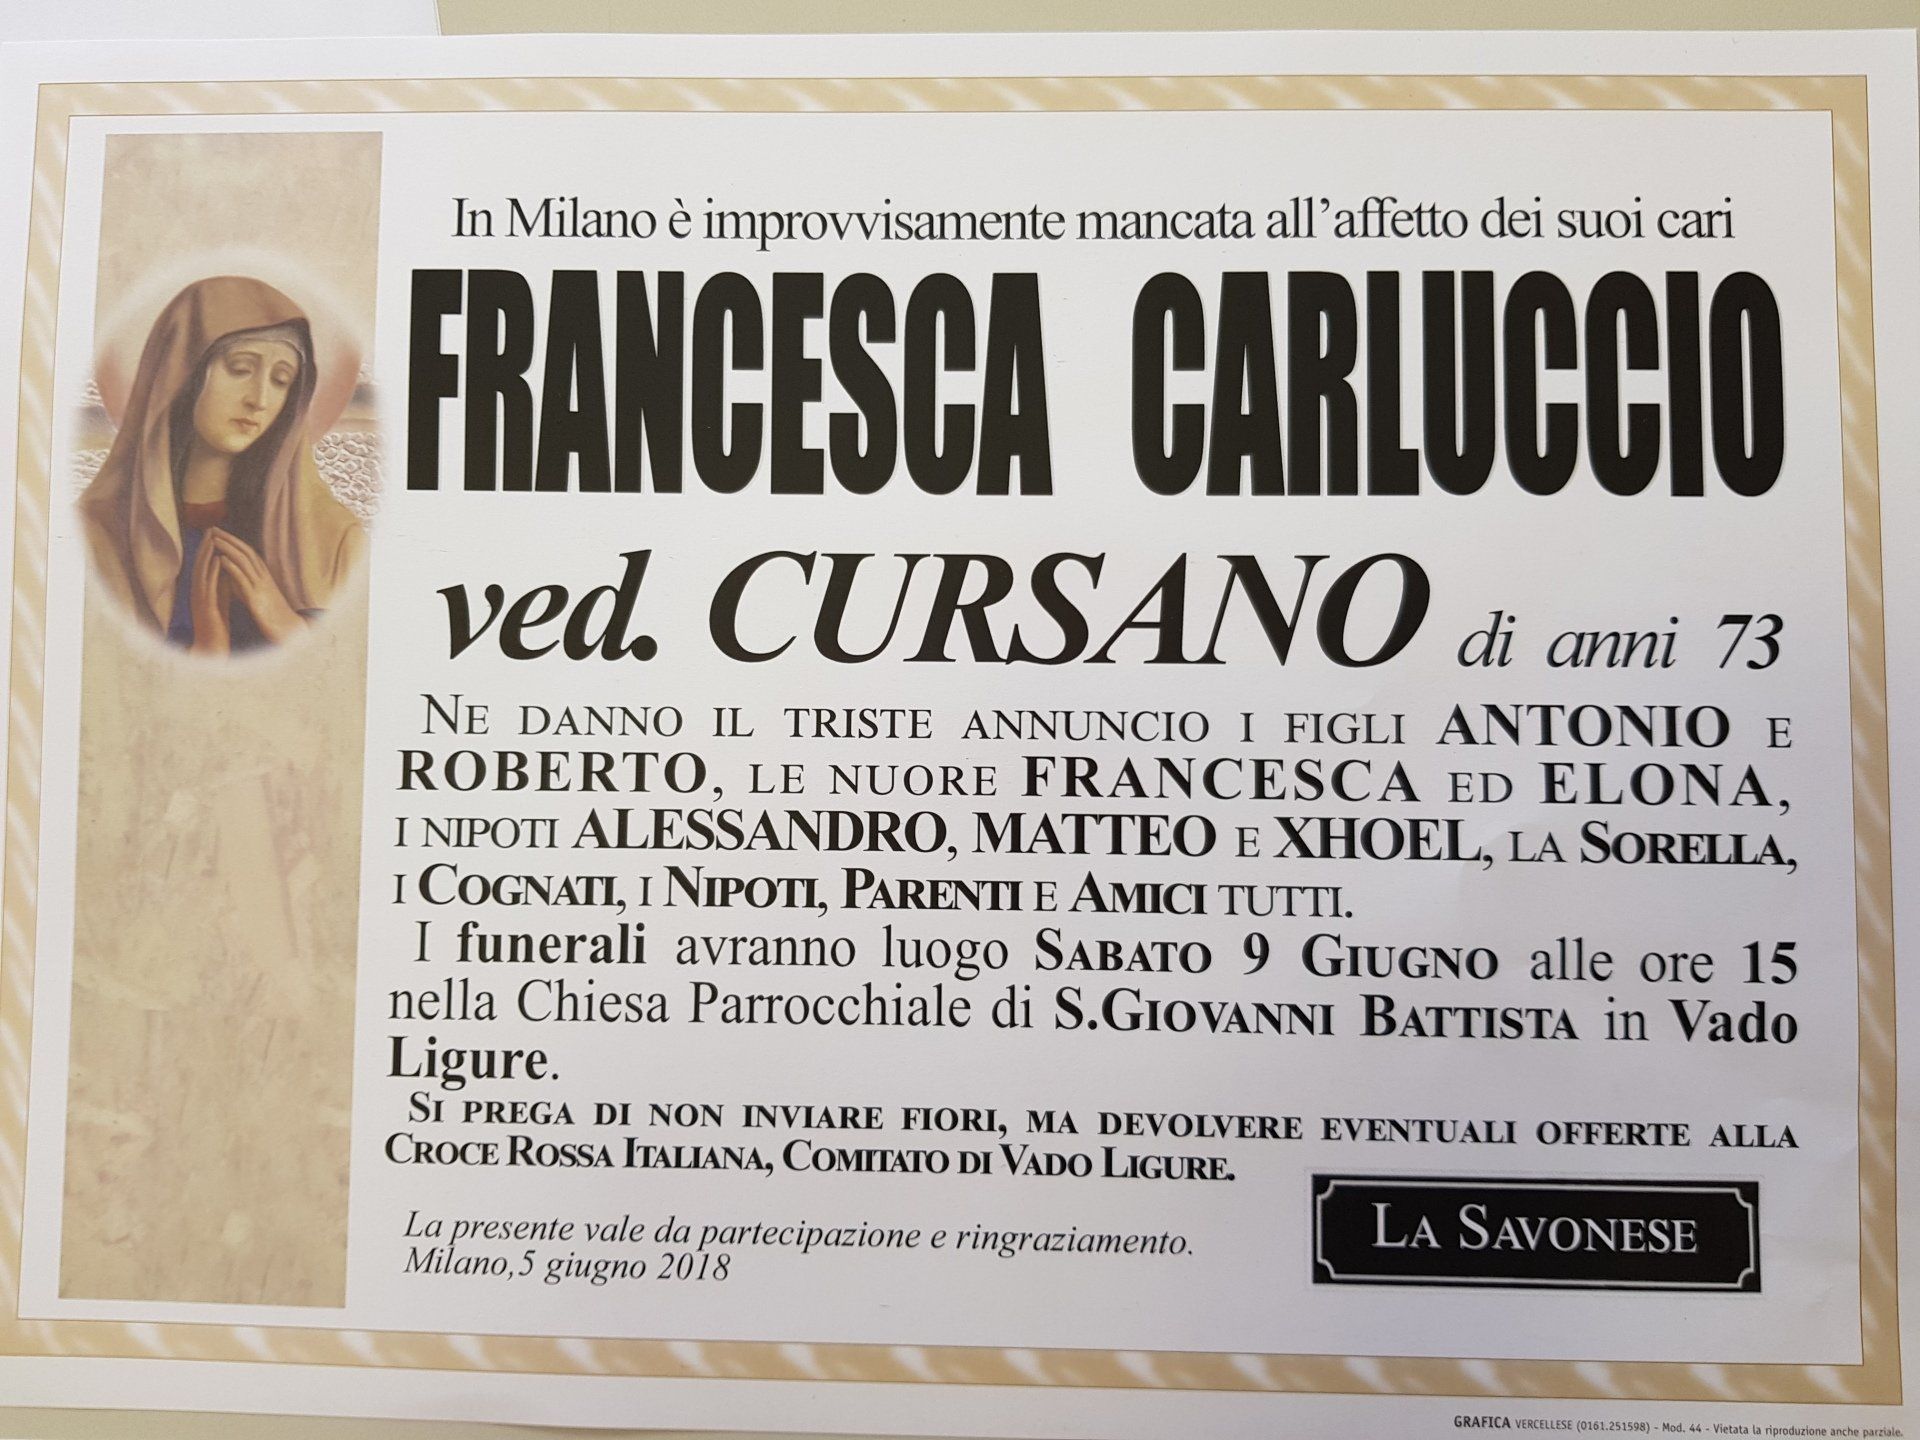 In Milano è improvvisamente mancata all'affetto dei suoi cari
FRANCESCA CARLUCCIO
ved. CURSANO di anni 73
NE DANNO IL TRISTE ANNUNCIO I FIGLI ANTONIO E
ROBERTO, LE NUORE FRANCESCA ED ELONA,
I NIPOTI ALESSANDRO, MATTEO E XHOEL, LA SORELLA,
I COGNATI, I NIPOTI, PARENTI E AMICI TUTTI.
I funerali avranno luogo SABATO 9 GIUGNO alle ore 15
nella Chiesa Parrocchiale di S.GIOVANNI BATTISTA in Vado
Ligure.
SI PREGA DI NON INVIARE FIORI, MA DEVOLVERE EVENTUALI OFFERTE ALLA
CROCE ROSSA ITALIANA, COMITATO DI VADO LIGURE.
La presente vale da partecipazione e ringraziamento.
Milano,5 giugno 2018
LA SAVONESE
GRAFICA VERCELLESE (0161.251598) - Mod. 44 - Vietata la riproduzione anche parziale.